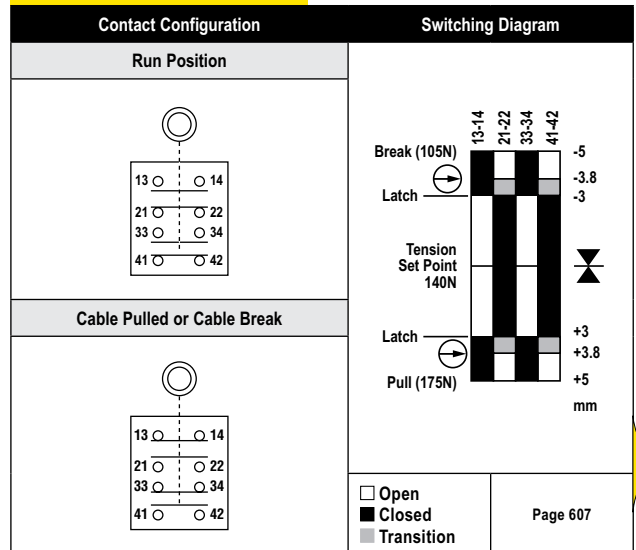 Contact Configuration
Switching Diagram
Run Position
13 14
21 22
33 34
41 42
Cable Pulled or Cable Break
13 14
21 22
33 34
41 42
13-14 21-22 33-34 41-42
Break (105N) -5
-3.8
Latch -3
Tension
Set Point
140N
Latch +3
+3.8
Pull (175N) +5
mm
Open
Closed
Transition
Page 607